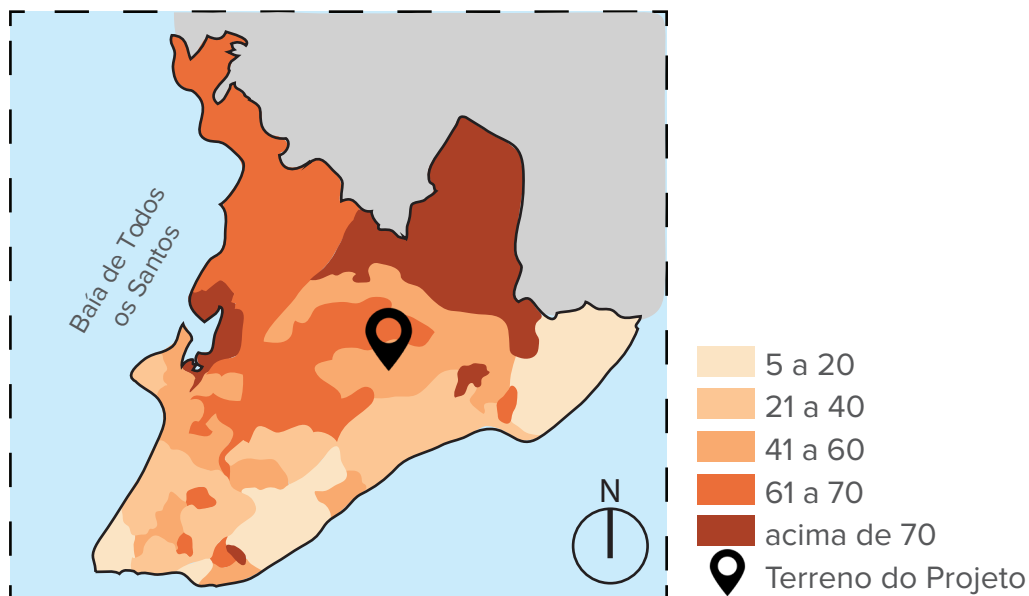 Baía de Todos
os Santos
N
5 a 20
21 a 40
41 a 60
61 a 70
acima de 70
Terreno do Projeto